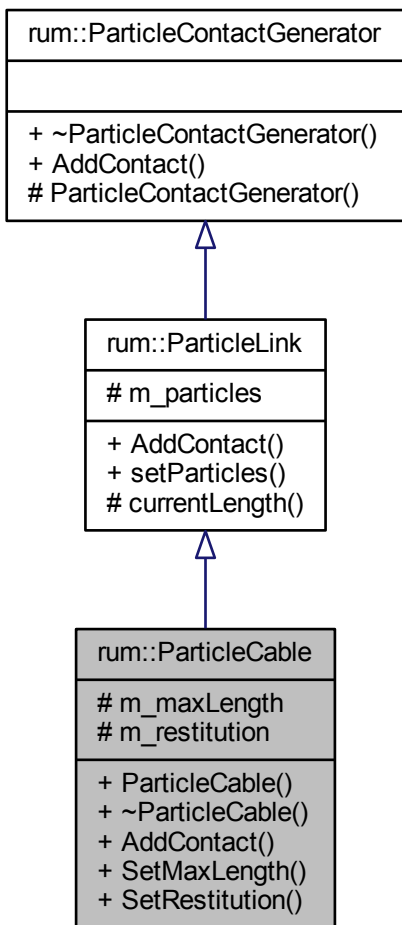 rum::ParticleContactGenerator
+ ~ParticleContactGenerator()
+ AddContact()
# ParticleContactGenerator()
rum::ParticleLink
# m_particles
+ AddContact()
+ setParticles()
# currentLength()
rum::ParticleCable
# m_maxLength
# m_restitution
+ ParticleCable()
+ ~ParticleCable()
+ AddContact()
+ SetMaxLength()
+ SetRestitution()